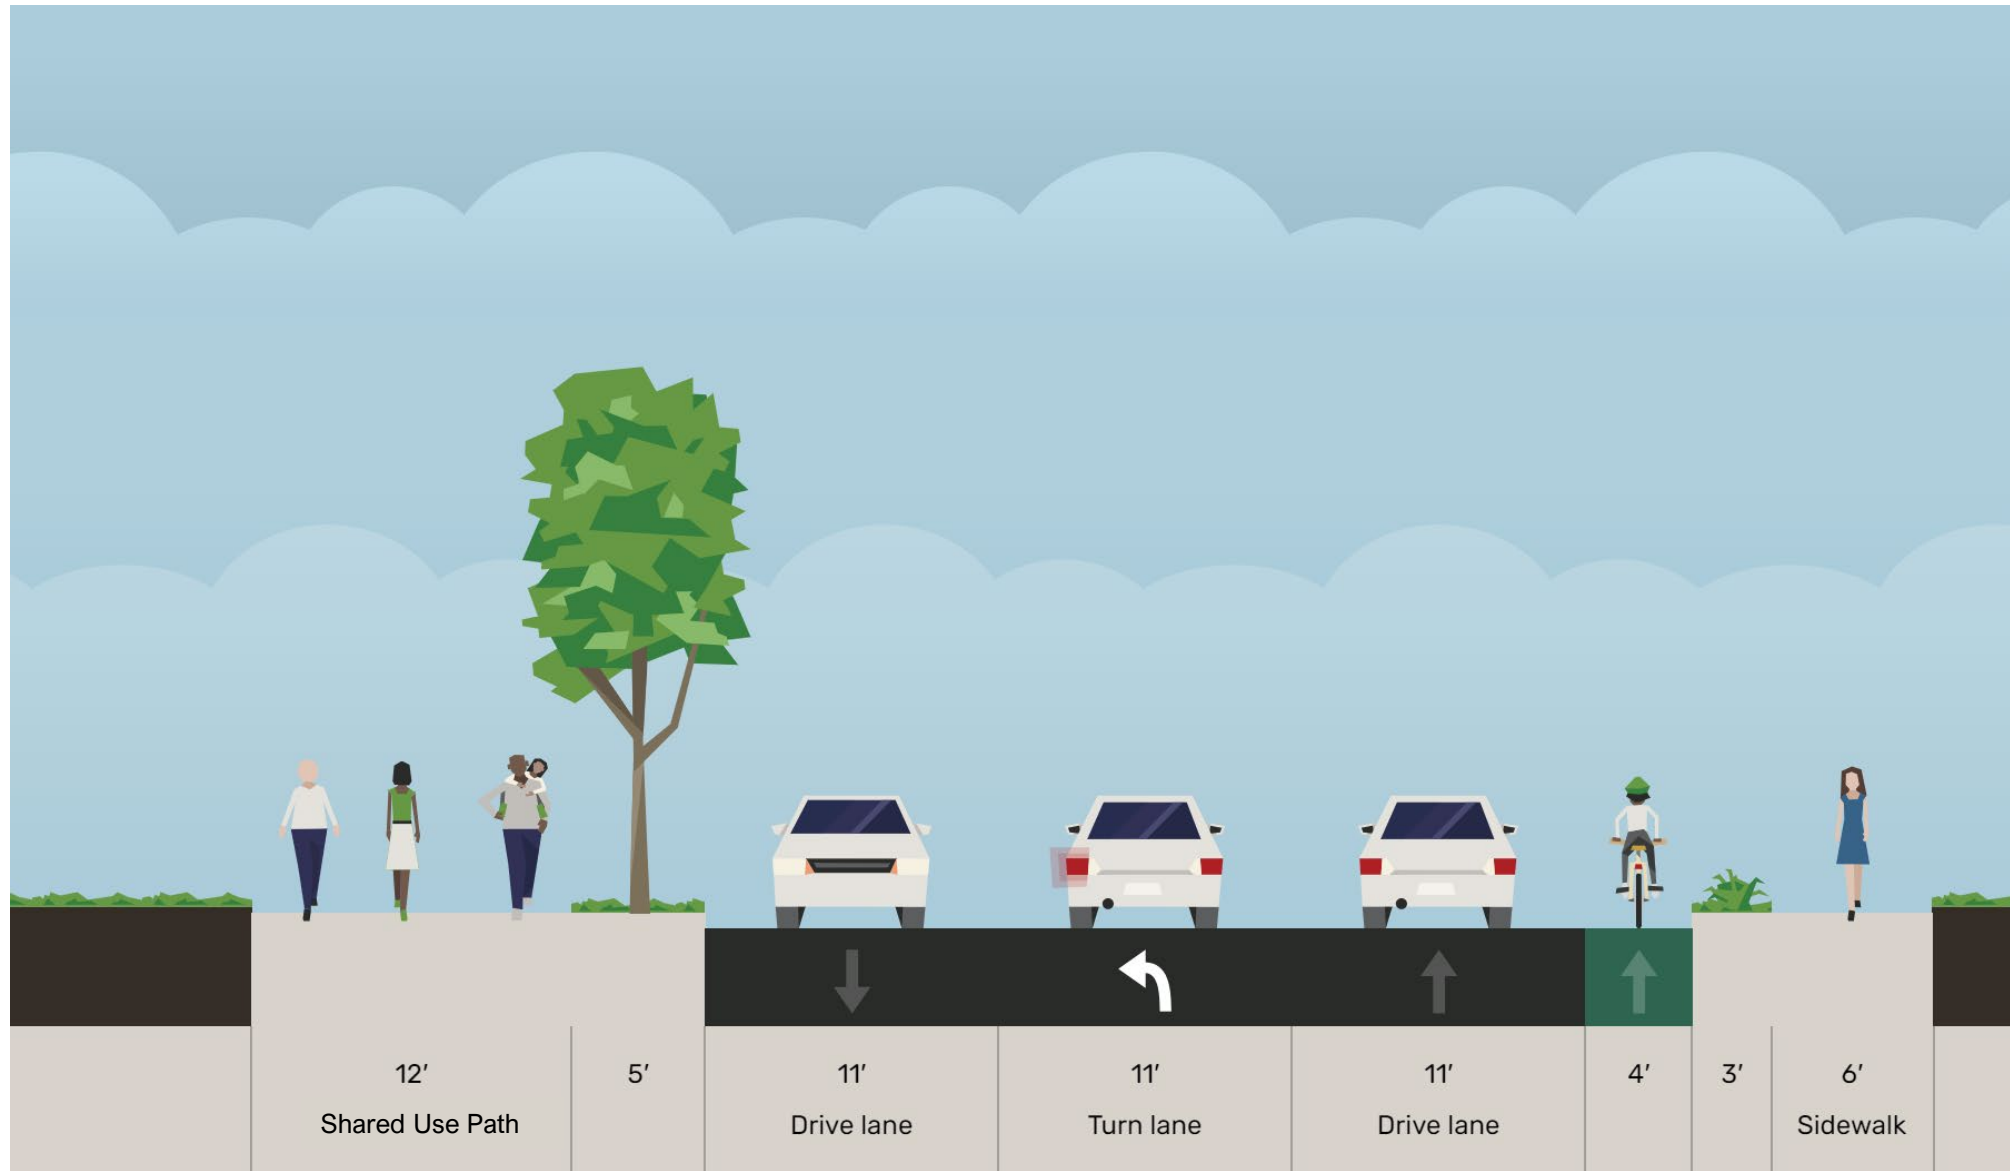 12′ 5′ 11′ 11′ 11′ 4′ 3′ 6′
Shared Use Path Drive lane Turn lane Drive lane Sidewalk